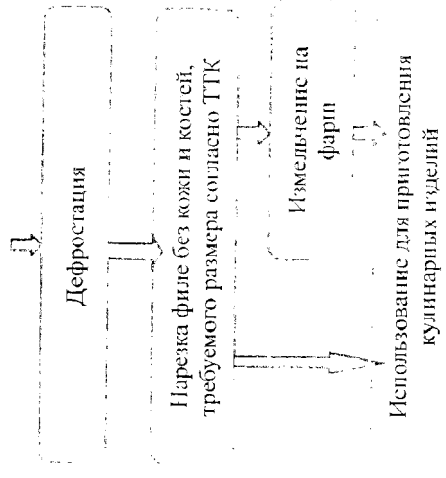 Дефростация
Нарезка филе без кожи и костей,
требуемого размера согласно ТТК
Измельчение на
фарш
Использование для приготовления
кулинарных изделий